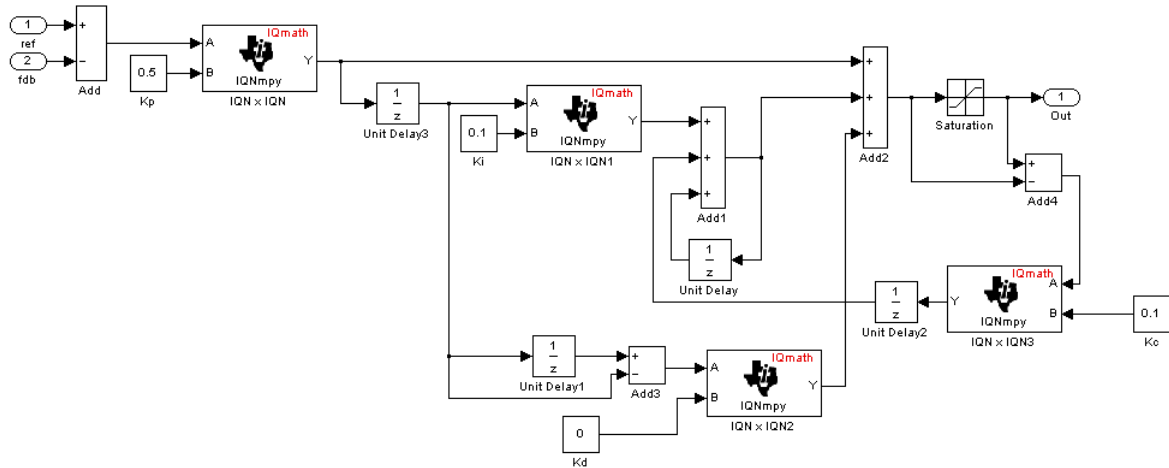 1
ref
2
fdb
+
−
Add
0.5
Kp
IQmath
A
B
Y
IQNmpy
IQN x IQN
1
z
Unit Delay3
0.1
Ki
IQmath
A
B
Y
IQNmpy
IQN x IQN1
+
+
+
Add1
1
z
Unit Delay
+
+
+
Add2
Saturation
1
Out
+
−
Add4
IQmath
A
B
Y
IQNmpy
IQN x IQN3
0.1
Kc
1
z
Unit Delay2
1
z
Unit Delay1
+
−
Add3
IQmath
A
B
Y
IQNmpy
IQN x IQN2
0
Kd